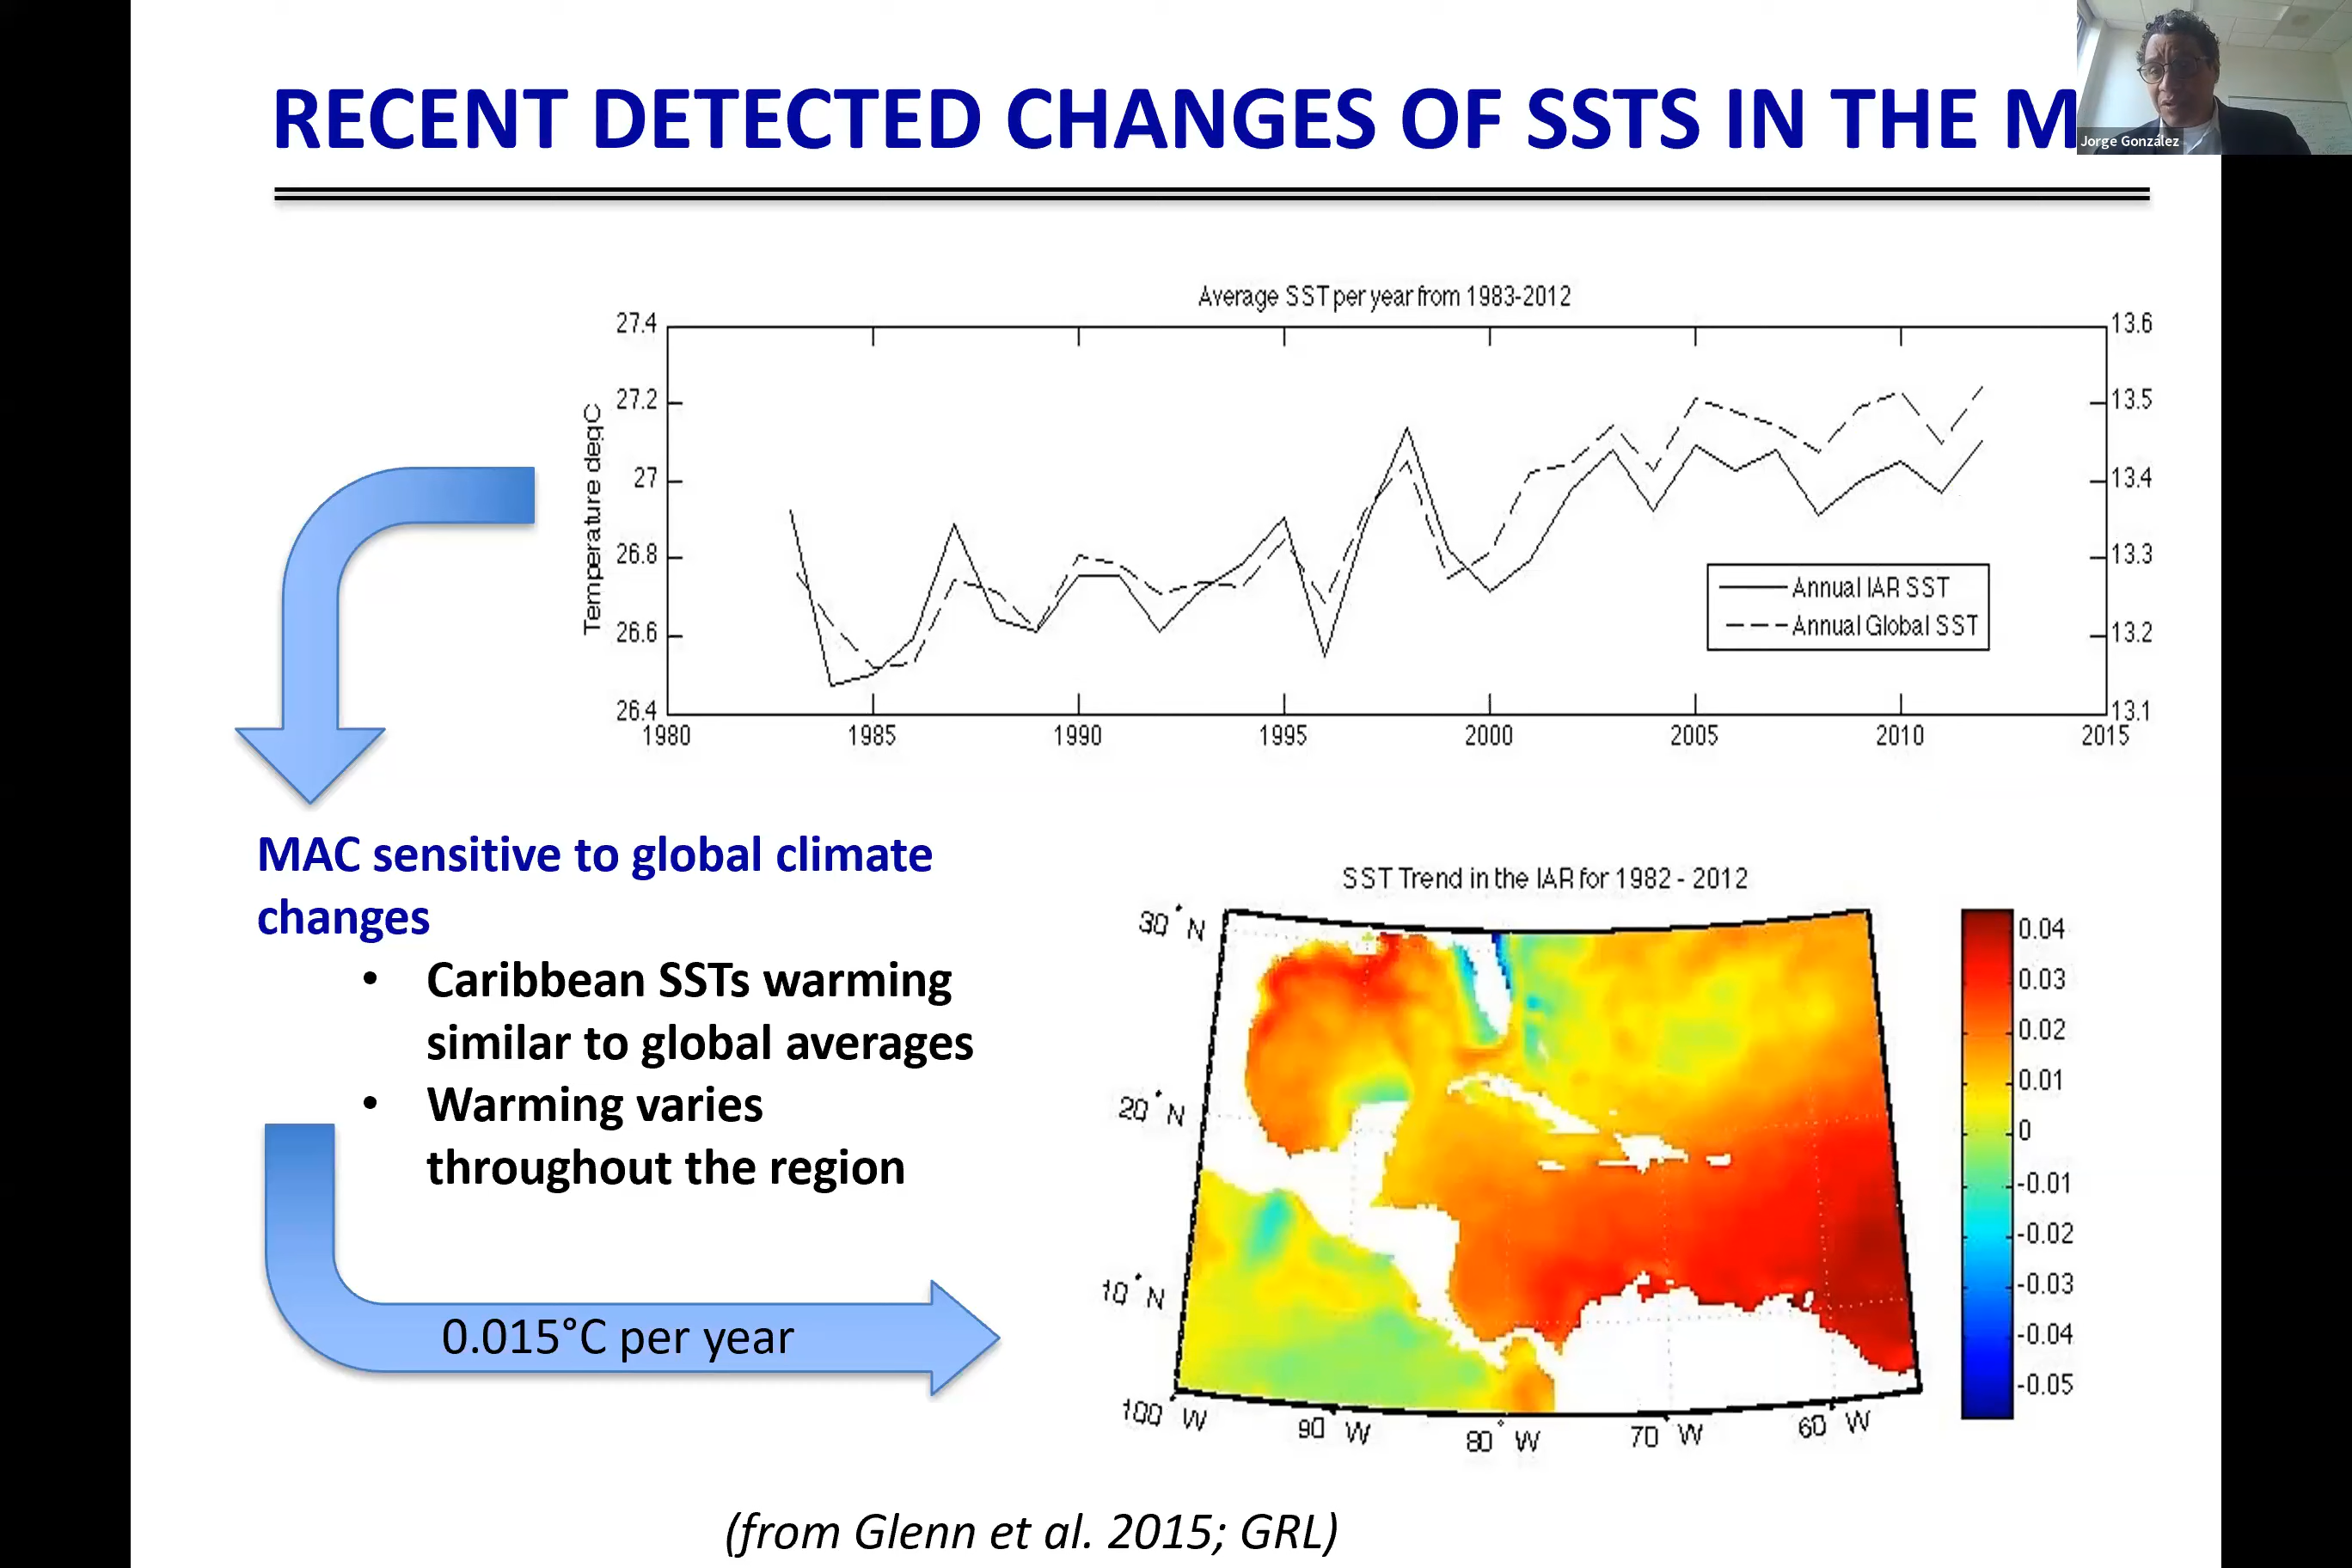 RECENT DETECTED CHANGES OF SSTS IN THE M
Jorge González
Average SST per year from 1983-2012
Temperature degC
27.4
27.2
27
26.8
26.6
26.4
13.6
13.5
13.4
13.3
13.2
13.1
Annual IAR SST
Annual Global SST
1980 1985 1990 1995 2000 2005 2010 2015
MAC sensitive to global climate
changes
• Caribbean SSTs warming
similar to global averages
• Warming varies
throughout the region
0.015°C per year
SST Trend in the IAR for 1982 - 2012
30° N
20° N
10° N
100° W 90° W 80° W 70° W 60° W
0.04
0.03
0.02
0.01
0
-0.01
-0.02
-0.03
-0.04
-0.05
(from Glenn et al. 2015; GRL)